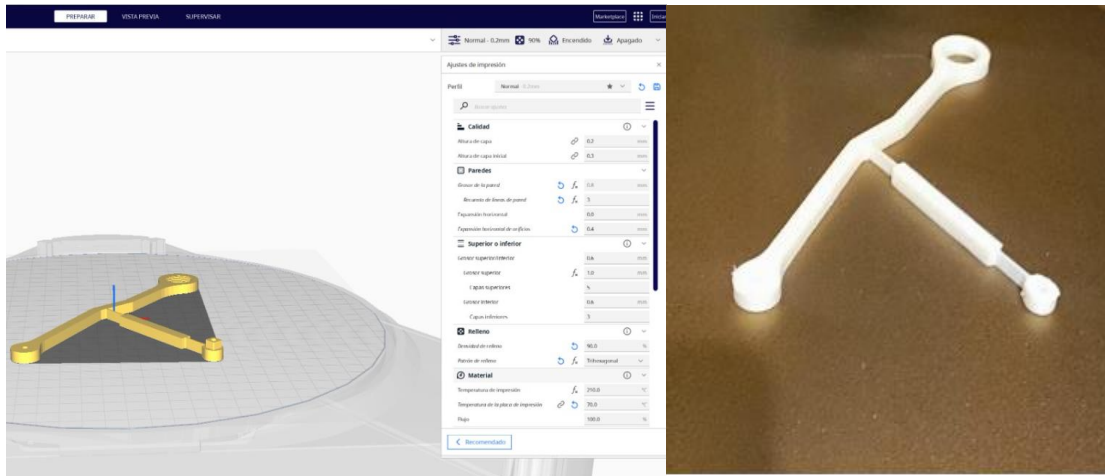 PREPARAR VISTA PREVIA SUPERVISAR Marketplace
Normal - 0.2mm 90% Encendido Apagado
Ajustes de impresión
Perfil Normal 0.2mm
Calidad
Altura de capa 0.2 mm
Altura de capa inicial 0.3 mm
Paredes
Grosor de la pared 0.8 mm
Recuento de líneas de pared 3
Expansión horizontal 0.0 mm
Expansión horizontal de orificios 0.4 mm
Superior o inferior
Grosor superior/inferior 0.6 mm
Grosor superior 1.0 mm
Capas superiores 5
Grosor inferior 0.6 mm
Capas inferiores 3
Relleno
Densidad de relleno 90.0 %
Patrón de relleno Trihexagonal
Material
Temperatura de impresión 210.0 °C
Temperatura de la placa de impresión 70.0 °C
Flujo 100.0 %
Recomendado